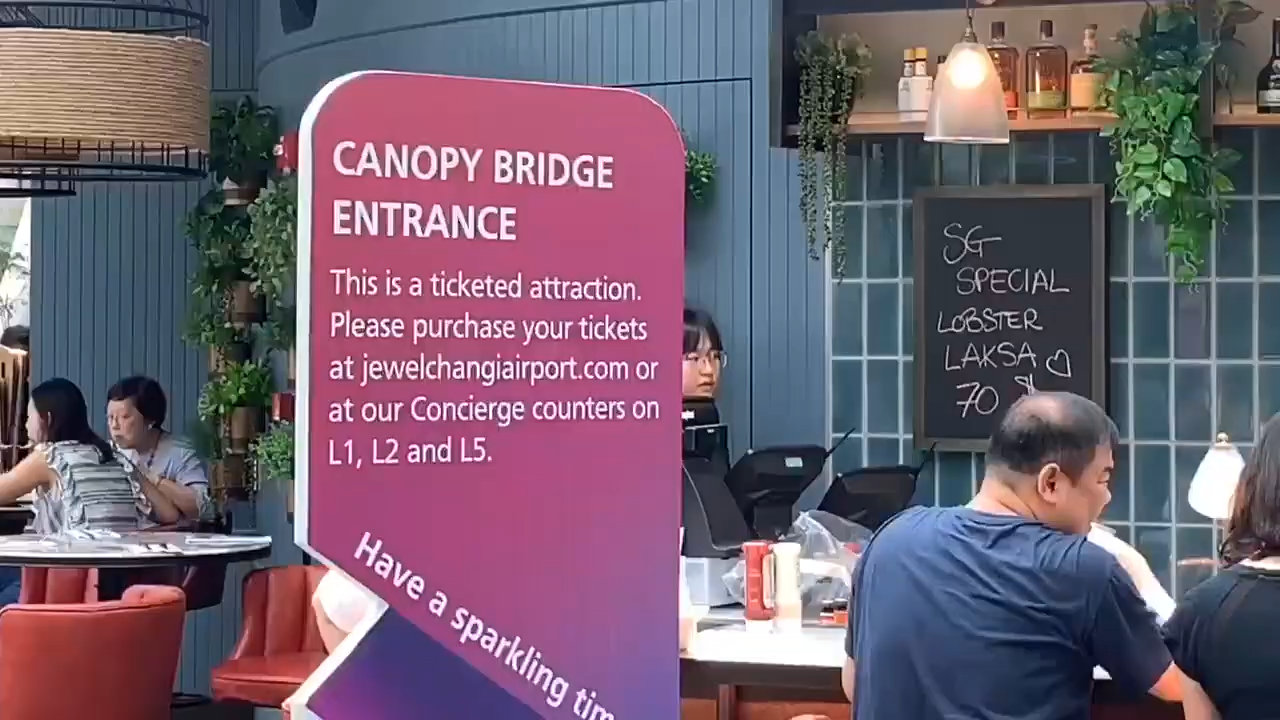 CANOPY BRIDGE
ENTRANCE
This is a ticketed attraction.
Please purchase your tickets
at jewelchangiairport.com or
at our Concierge counters on
L1, L2 and L5.
Have a sparkling tim
SG
SPECIAL
LOBSTER
LAKSA
70